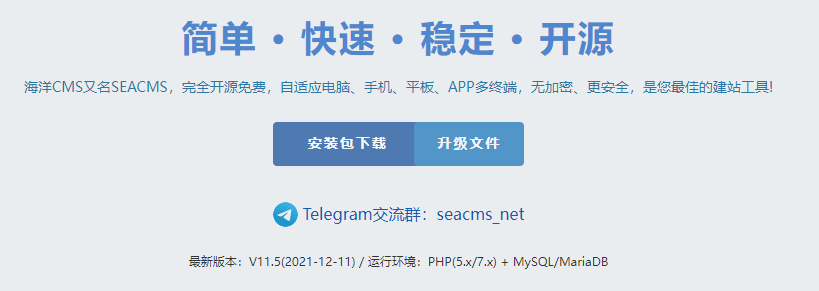 简单 • 快速 • 稳定 • 开源
海洋CMS又名SEACMS，完全开源免费，自适应电脑、手机、平板、APP多终端，无加密、更安全，是您最佳的建站工具!
安装包下载 升级文件
Telegram交流群：seacms_net
最新版本：V11.5(2021-12-11) / 运行环境：PHP(5.x/7.x) + MySQL/MariaDB